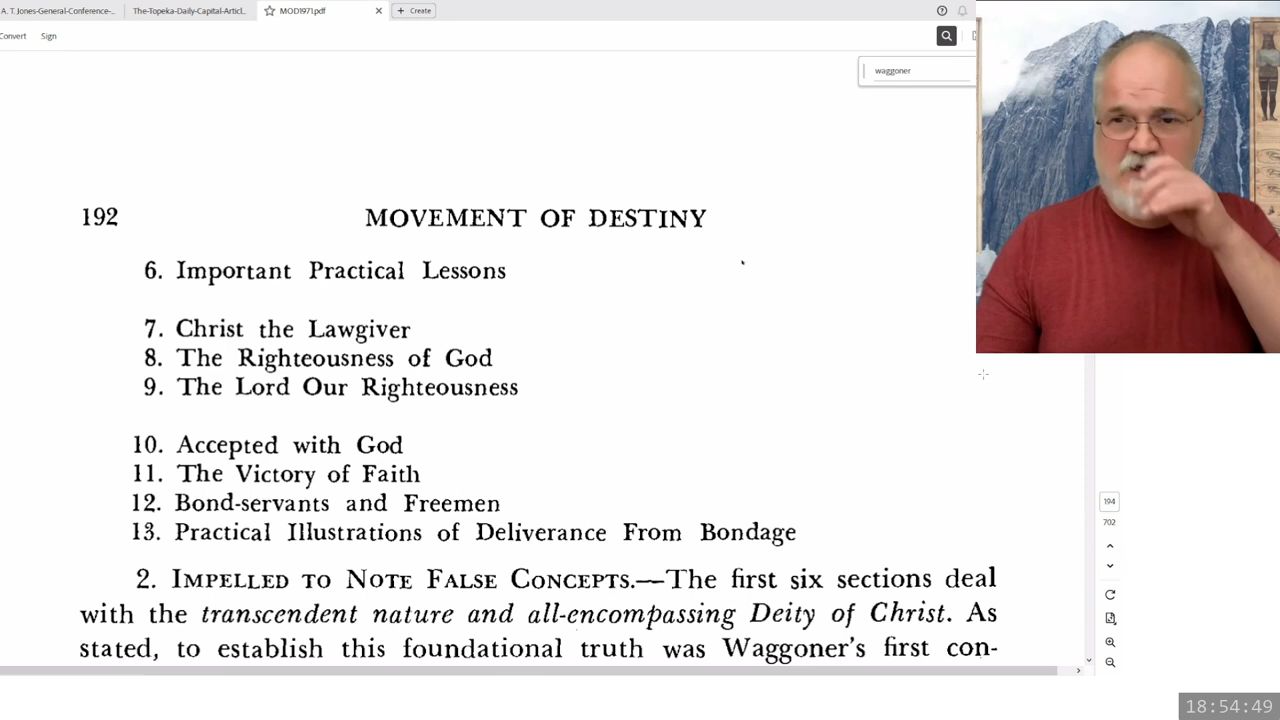 A. T. Jones-General-Conference-...
The-Topeka-Daily-Capital-Articl...
MOD1971.pdf
Create
Convert
Sign
waggoner
192
MOVEMENT OF DESTINY
6. Important Practical Lessons
7. Christ the Lawgiver
8. The Righteousness of God
9. The Lord Our Righteousness
10. Accepted with God
11. The Victory of Faith
12. Bond-servants and Freemen
13. Practical Illustrations of Deliverance From Bondage
2. IMPELLED TO NOTE FALSE CONCEPTS.—The first six sections deal
with the transcendent nature and all-encompassing Deity of Christ. As
stated, to establish this foundational truth was Waggoner's first con-
194
702
18:54:49